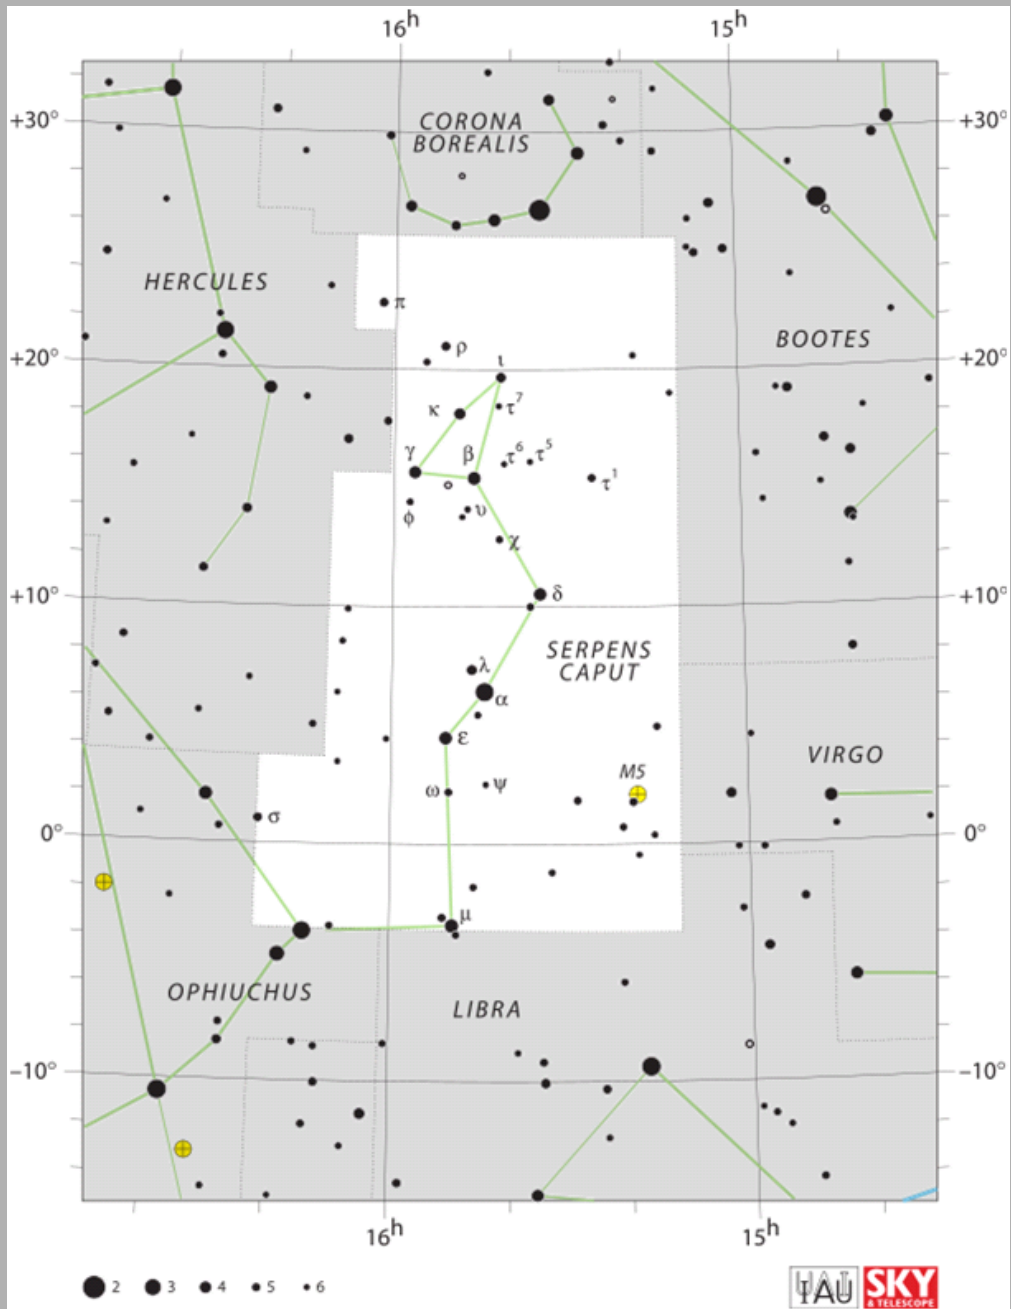 16h 15h
+30° +30°
CORONA
BOREALIS
HERCULES
π
BOOTES
ρ
+20° +20°
ι
κ τ7
γ β τ6 τ5
τ1
φ υ
χ
+10° δ +10°
SERPENS
CAPUT
λ
α
ε
VIRGO
M5
ω ψ
σ
0° 0°
μ
OPHIUCHUS
LIBRA
−10° −10°
16h 15h
2 3 4 5 6
IAU SKY
& TELESCOPE